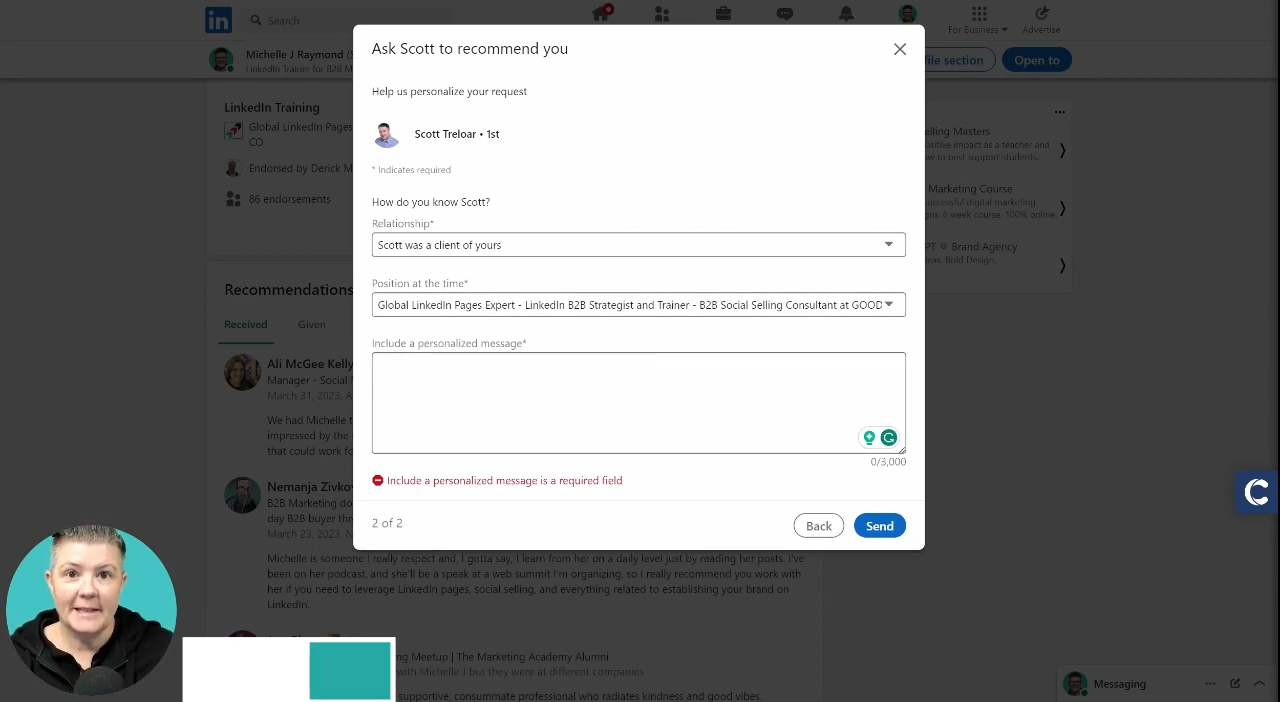 in
Search
For Business
Advertise
Michelle J Raymond
LinkedIn Trainer for B2B M
file section
Open to
LinkedIn Training
Global LinkedIn Pages
CO
Endorsed by Derick M
86 endorsements
Recommendations
Received
Given
Ali McGee Kelly
Manager - Social M
March 31, 2023, A
We had Michelle t
impressed by the
that could work fo
Nemanja Zivkov
B2B Marketing do
day B2B buyer thr
March 23, 2023, N
Michelle is someone I really respect and, I gotta say, I learn from her on a daily level just by reading her posts. I've
been on her podcast, and she'll be a speak at a web summit I'm organizing, so I really recommend you work with
her if you need to leverage LinkedIn pages, social selling, and everything related to establishing your brand on
LinkedIn.
ng Meetup | The Marketing Academy Alumni
with Michelle J but they were at different companies
supportive, consummate professional who radiates kindness and good vibes.
Ask Scott to recommend you
Help us personalize your request
Scott Treloar • 1st
* Indicates required
How do you know Scott?
Relationship*
Scott was a client of yours
Position at the time*
Global LinkedIn Pages Expert - LinkedIn B2B Strategist and Trainer - B2B Social Selling Consultant at GOOD
Include a personalized message*
0/3,000
Include a personalized message is a required field
2 of 2
Back
Send
elling Masters
ositive impact as a teacher and
ow to best support students.
Marketing Course
successful digital marketing
gns. 6 week course. 100% online
PT Brand Agency
deas. Bold Design.
Messaging